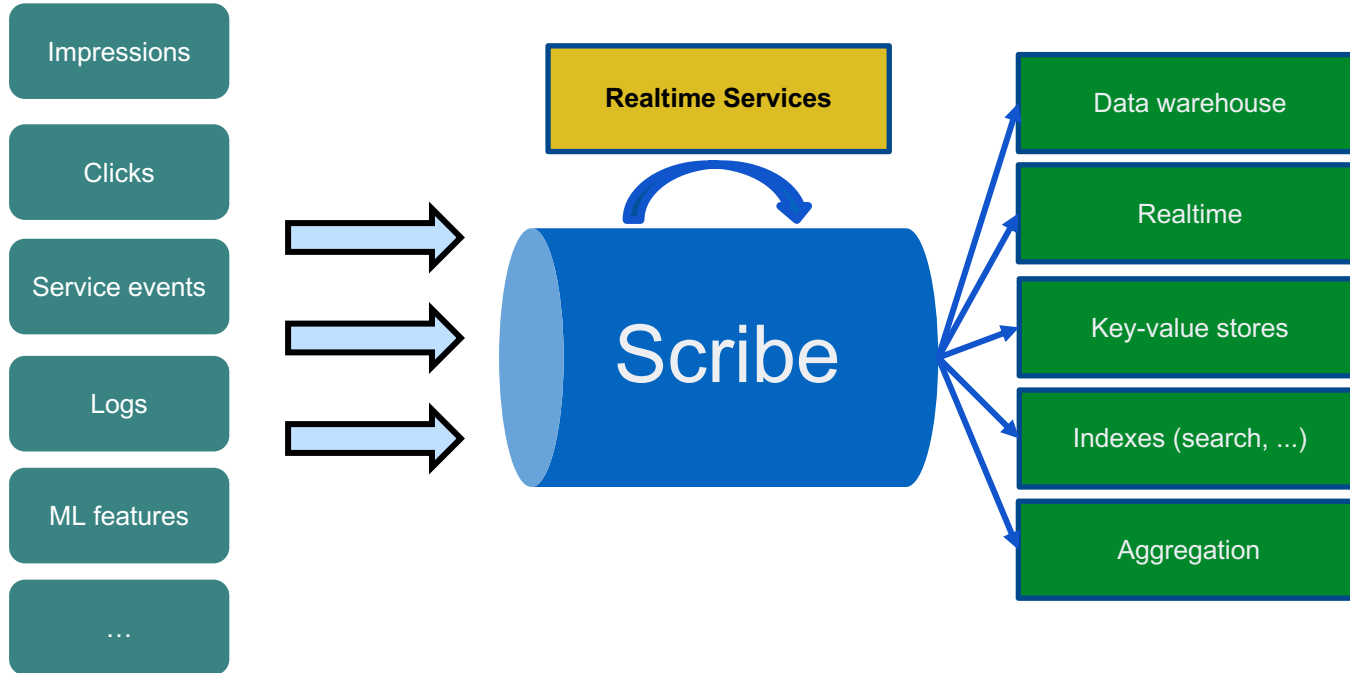 Impressions
Clicks
Service events
Logs
ML features
…
Realtime Services
Scribe
Data warehouse
Realtime
Key-value stores
Indexes (search, ...)
Aggregation